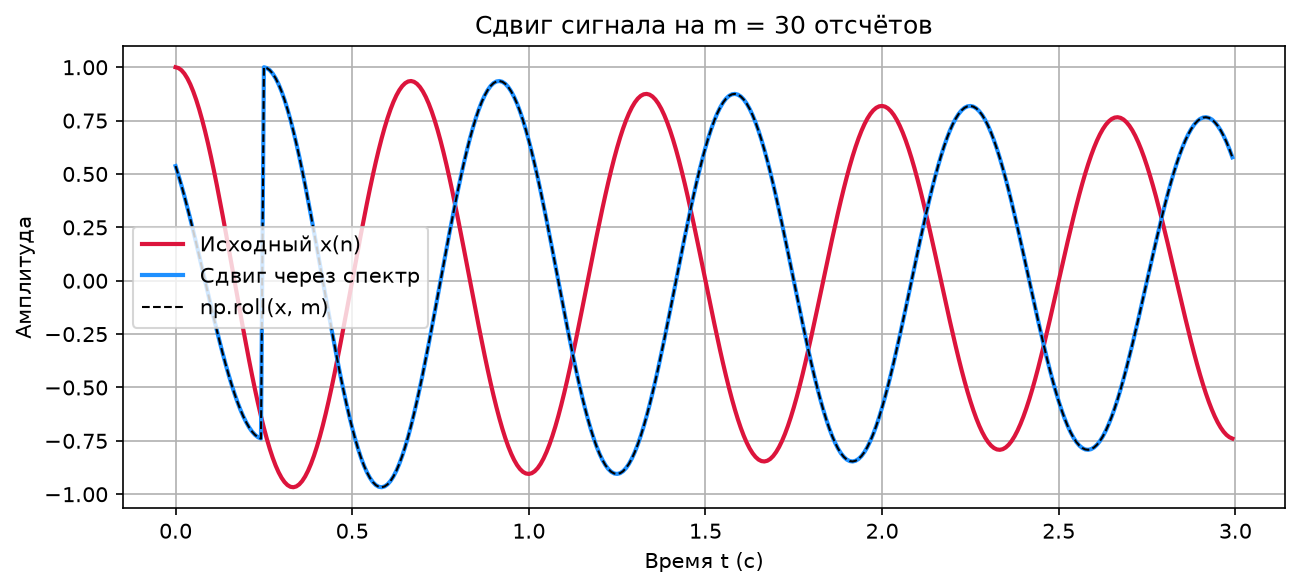 Сдвиг сигнала на m = 30 отсчётов
Амплитуда
1.00
0.75
0.50
0.25
0.00
−0.25
−0.50
−0.75
−1.00
Исходный x(n)
Сдвиг через спектр
np.roll(x, m)
0.0 0.5 1.0 1.5 2.0 2.5 3.0
Время t (с)